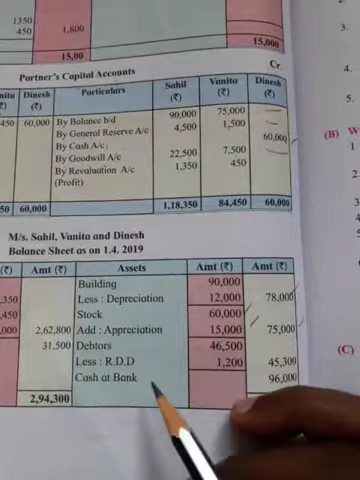 1350
450 1,800
15,00 15,000
Partner's Capital Accounts
Cr.
Dinesh (₹) Particulars Sahil (₹) Vanita (₹) Dinesh (₹)
450 60,000 By Balance b/d 90,000 75,000 —
By General Reserve A/c 4,500 1,500 —
By Cash A/c 60,000
By Goodwill A/c 22,500 7,500 —
By Revaluation A/c 1,350 450
(Profit)
50 60,000 1,18,350 84,450 60,000
M/s. Sahil, Vanita and Dinesh
Balance Sheet as on 1.4. 2019
(₹) Amt (₹) Assets Amt (₹) Amt (₹)
Building 90,000
,350 Less : Depreciation 12,000 78,000
,450 Stock 60,000
,000 2,62,800 Add : Appreciation 15,000 75,000
31,500 Debtors 46,500
Less : R.D.D 1,200 45,300
Cash at Bank 96,000
2,94,300
3.
4.
5.
(B)
1
2.
3
(C)